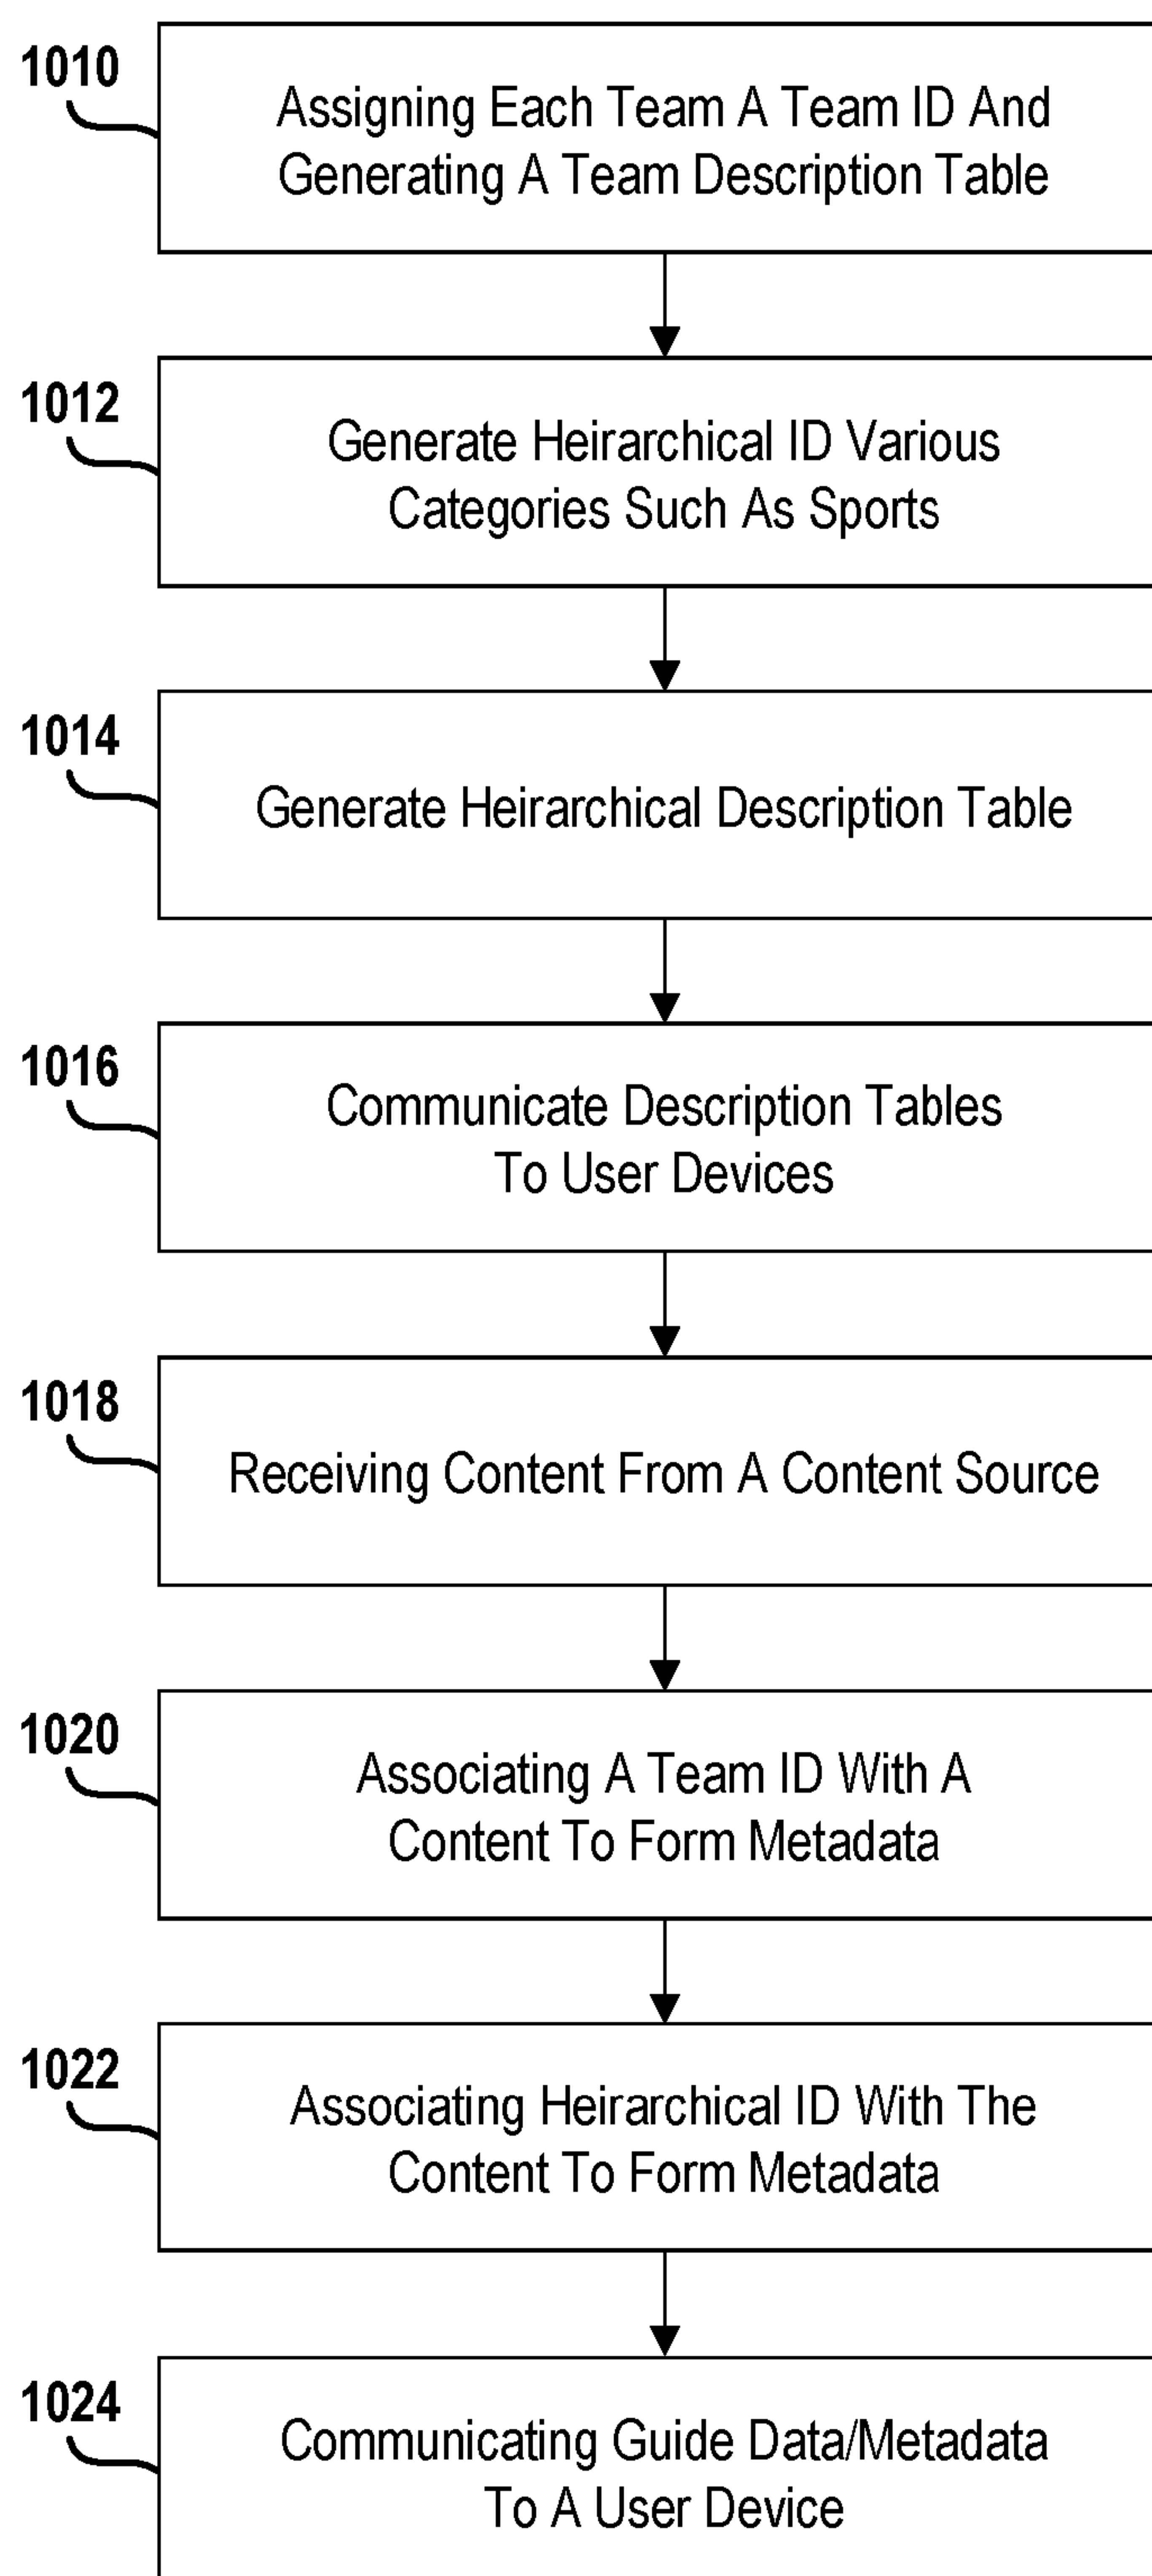 1010
Assigning Each Team A Team ID And
Generating A Team Description Table
1012
Generate Heirarchical ID Various
Categories Such As Sports
1014
Generate Heirarchical Description Table
1016
Communicate Description Tables
To User Devices
1018
Receiving Content From A Content Source
1020
Associating A Team ID With A
Content To Form Metadata
1022
Associating Heirarchical ID With The
Content To Form Metadata
1024
Communicating Guide Data/Metadata
To A User Device